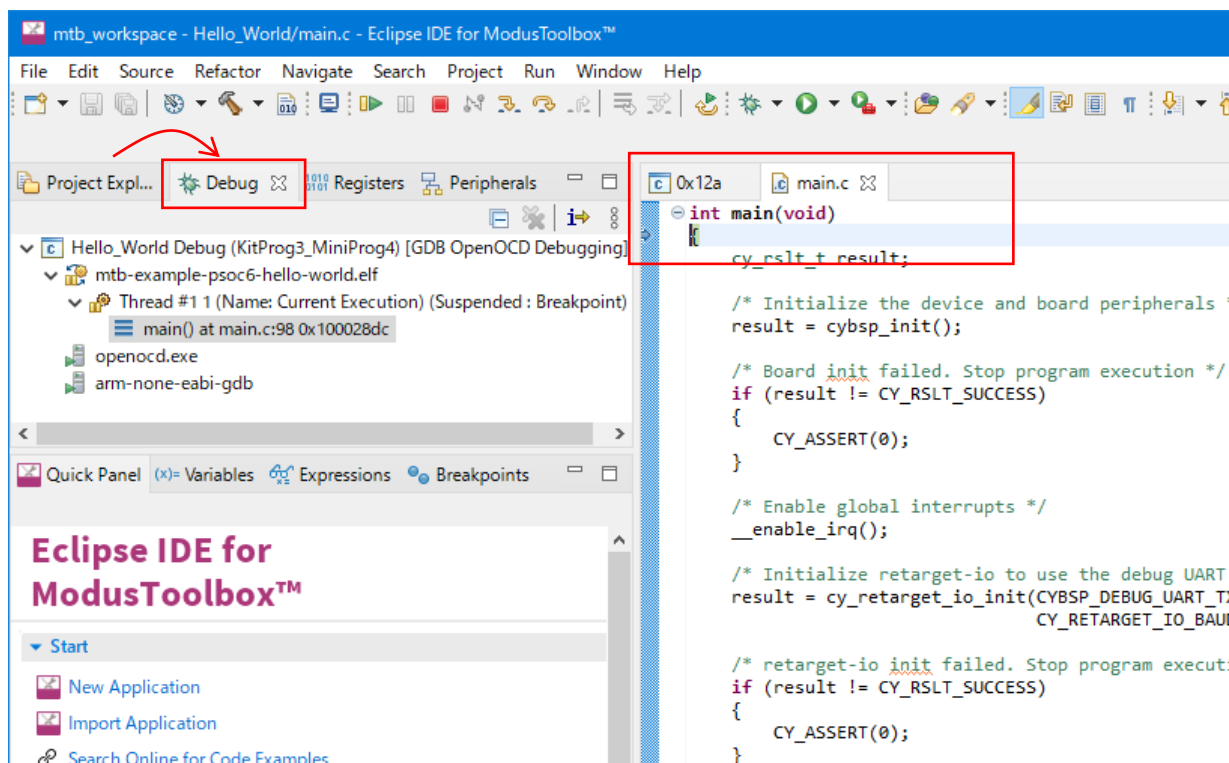 mtb_workspace - Hello_World/main.c - Eclipse IDE for ModusToolbox™
File Edit Source Refactor Navigate Search Project Run Window Help
Project Expl... Debug Registers Peripherals
Hello_World Debug (KitProg3_MiniProg4) [GDB OpenOCD Debugging]
mtb-example-psoc6-hello-world.elf
Thread #1 1 (Name: Current Execution) (Suspended : Breakpoint)
main() at main.c:98 0x100028dc
openocd.exe
arm-none-eabi-gdb
Quick Panel (x)= Variables Expressions Breakpoints
Eclipse IDE for
ModusToolbox™
Start
New Application
Import Application
Search Online for Code Examples
0x12a main.c
int main(void)
{
cy_rslt_t result;
/* Initialize the device and board peripherals
result = cybsp_init();
/* Board init failed. Stop program execution */
if (result != CY_RSLT_SUCCESS)
{
CY_ASSERT(0);
}
/* Enable global interrupts */
__enable_irq();
/* Initialize retarget-io to use the debug UART
result = cy_retarget_io_init(CYBSP_DEBUG_UART_TX
CY_RETARGET_IO_BAUD
/* retarget-io init failed. Stop program executi
if (result != CY_RSLT_SUCCESS)
{
CY_ASSERT(0);
}